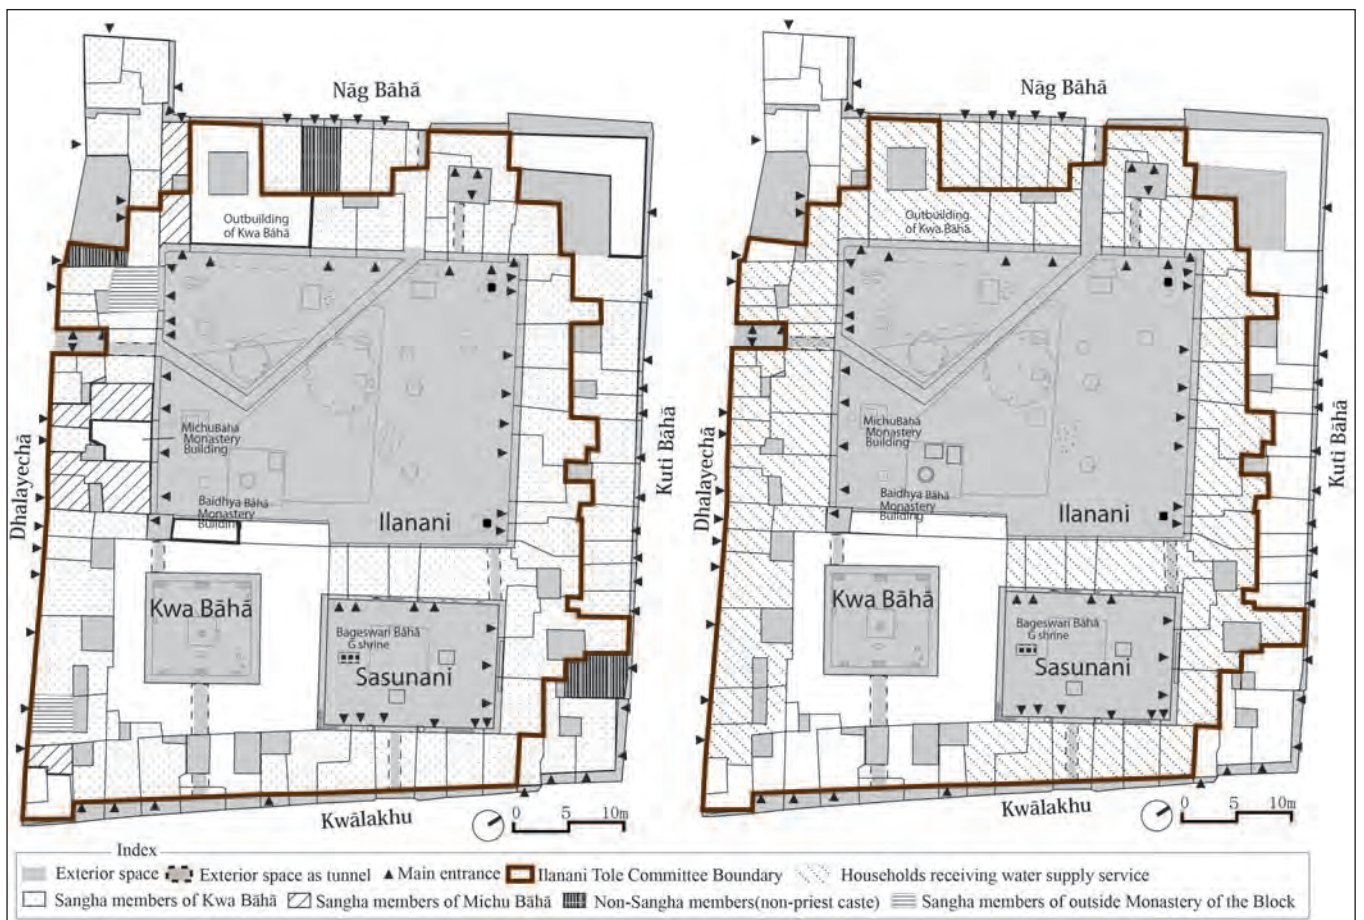 Nāg Bāhā
Outbuilding
of Kwa Bāhā
MichuBāhā
Monastery
Building
Baidhya Bāhā
Monastery
Building
Ilanani
Dhalayechā
Kuti Bāhā
Kwa Bāhā
Bageswari Bāhā
G shrine
Sasunani
Kwālakhu
0 5 10m
Nāg Bāhā
Outbuilding
of Kwa Bāhā
MichuBāhā
Monastery
Building
Baidhya Bāhā
Monastery
Building
Ilanani
Dhalayechā
Kuti Bāhā
Kwa Bāhā
Bageswari Bāhā
G shrine
Sasunani
Kwālakhu
0 5 10m
Index
Exterior space Exterior space as tunnel Main entrance Ilanani Tole Committee Boundary Households receiving water supply service
Sangha members of Kwa Bāhā Sangha members of Michu Bāhā Non-Sangha members(non-priest caste) Sangha members of outside Monastery of the Block